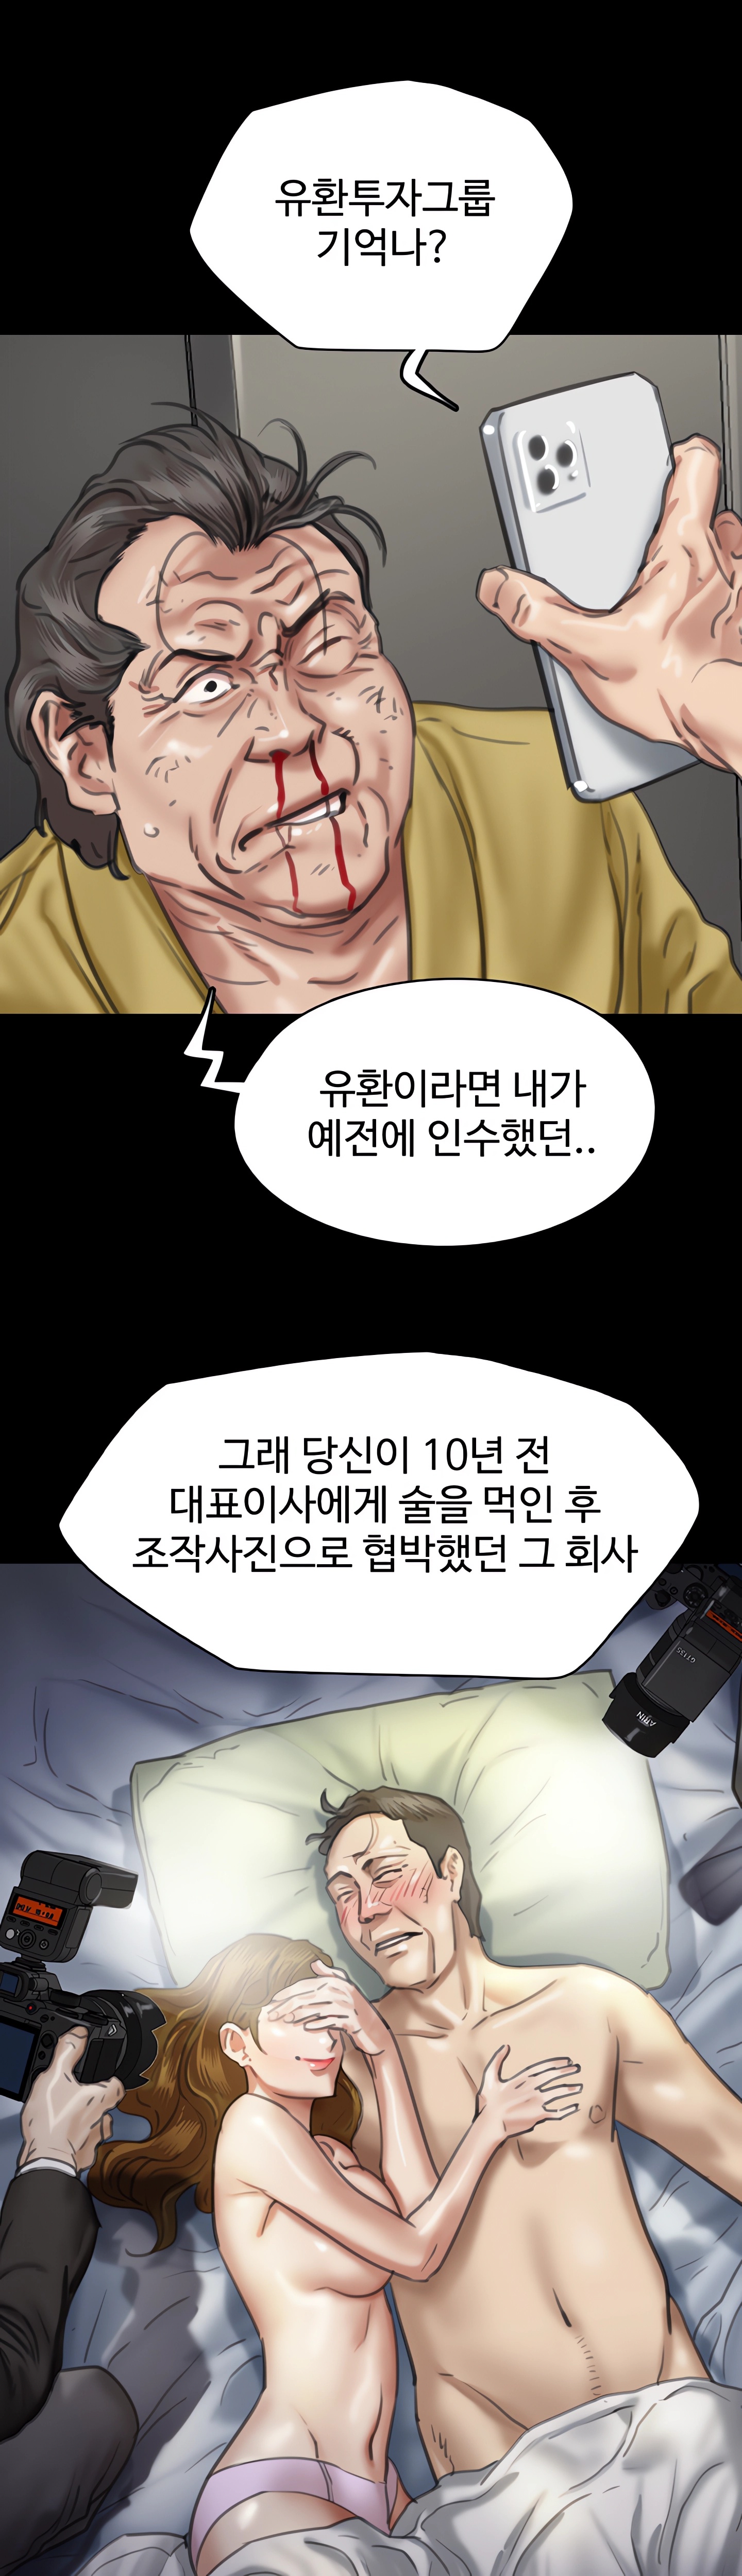 유환투자그룹
기억나?
유환이라면 내가
예전에 인수했던..
그래 당신이 10년 전
대표이사에게 술을 먹인 후
조작사진으로 협박했던 그 회사
GT135